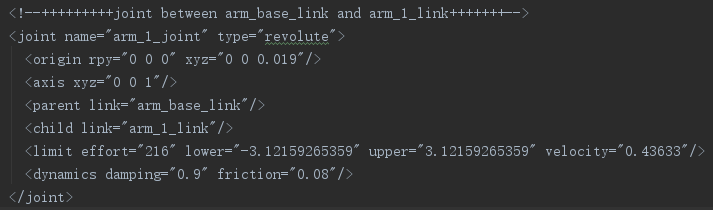 <!--+++++++++joint between arm_base_link and arm_1_link+++++++-->
<joint name="arm_1_joint" type="revolute">
<origin rpy="0 0 0" xyz="0 0 0.019"/>
<axis xyz="0 0 1"/>
<parent link="arm_base_link"/>
<child link="arm_1_link"/>
<limit effort="216" lower="-3.12159265359" upper="3.12159265359" velocity="0.43633"/>
<dynamics damping="0.9" friction="0.08"/>
</joint>